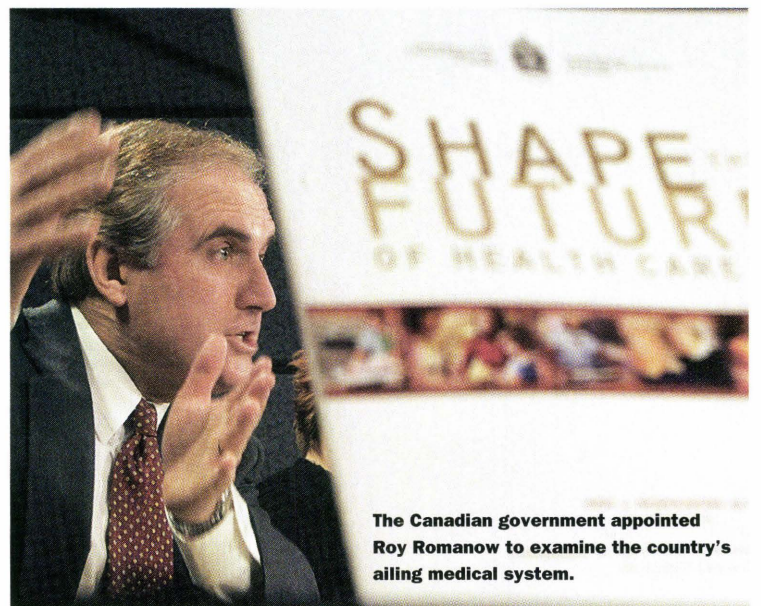 SHAPE
FUTUR
OF HEALTH CARE
The Canadian government appointed
Roy Romanow to examine the country's
ailing medical system.